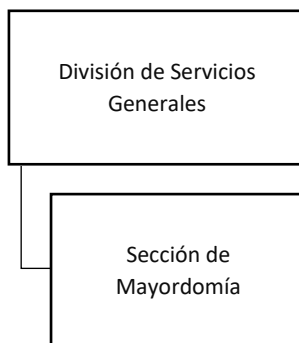 División de Servicios
Generales
Sección de
Mayordomía